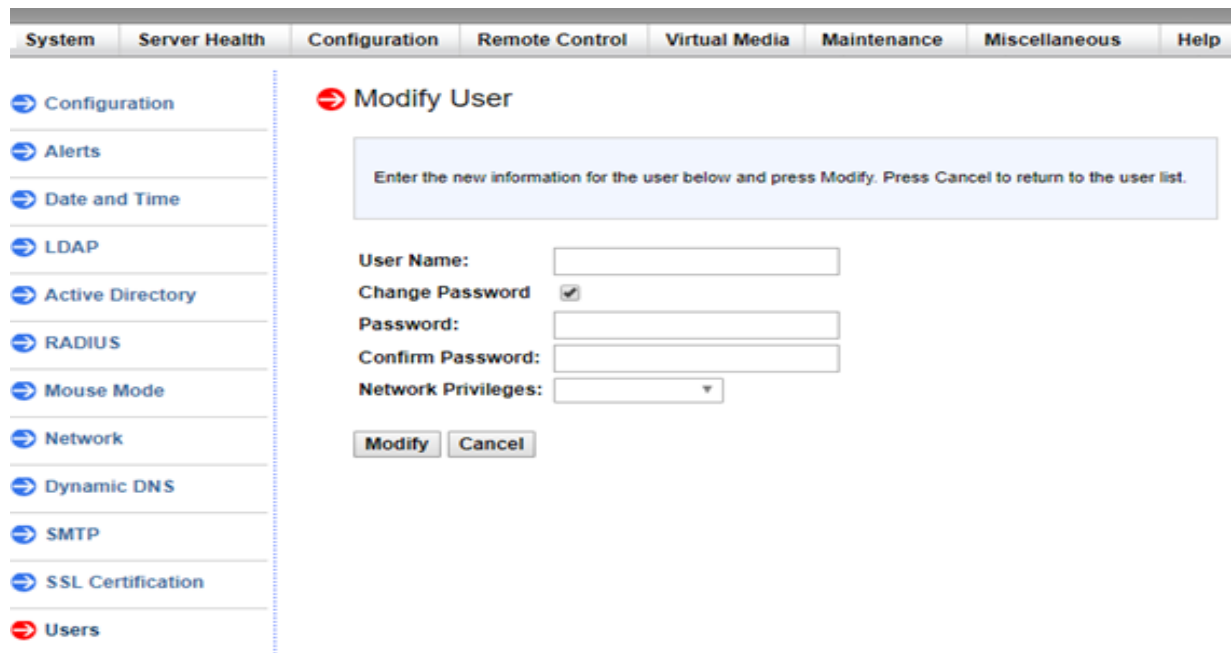 System Server Health Configuration Remote Control Virtual Media Maintenance Miscellaneous Help
Configuration
Alerts
Date and Time
LDAP
Active Directory
RADIUS
Mouse Mode
Network
Dynamic DNS
SMTP
SSL Certification
Users
Modify User
Enter the new information for the user below and press Modify. Press Cancel to return to the user list.
User Name:
Change Password
Password:
Confirm Password:
Network Privileges:
Modify Cancel